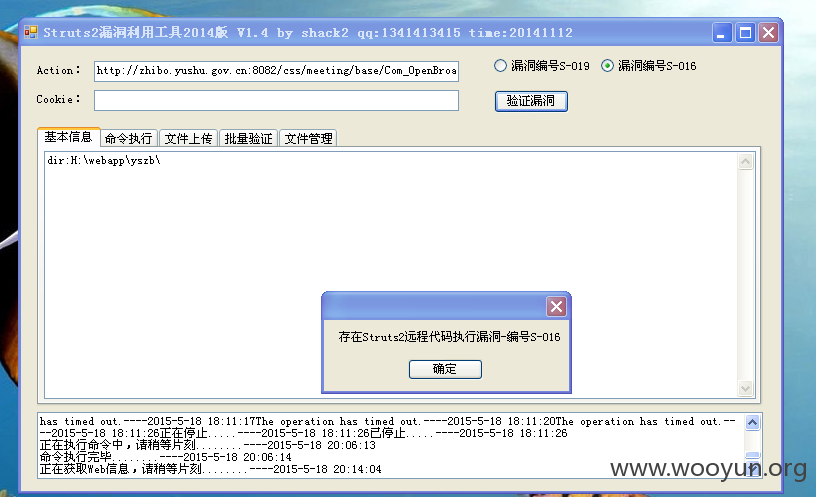 Struts2漏洞利用工具2014版 V1.4 by shack2 qq:1341413415 time:20141112
Action：
http://zhibo.yushu.gov.cn:8082/css/meeting/base/Com_OpenBroa
漏洞编号S-019
漏洞编号S-016
Cookie：
验证漏洞
基本信息 命令执行 文件上传 批量验证 文件管理
dir:H:\webapp\yszb\
存在Struts2远程代码执行漏洞-编号S-016
确定
has timed out.----2015-5-18 18:11:17The operation has timed out.----2015-5-18 18:11:20The operation has timed out.--
--2015-5-18 18:11:26正在停止.....----2015-5-18 18:11:26已停止.....----2015-5-18 18:11:26
正在执行命令中，请稍等片刻........----2015-5-18 20:06:13
命令执行完毕........----2015-5-18 20:06:14
正在获取Web信息，请稍等片刻........----2015-5-18 20:14:04
www.wooyun.org